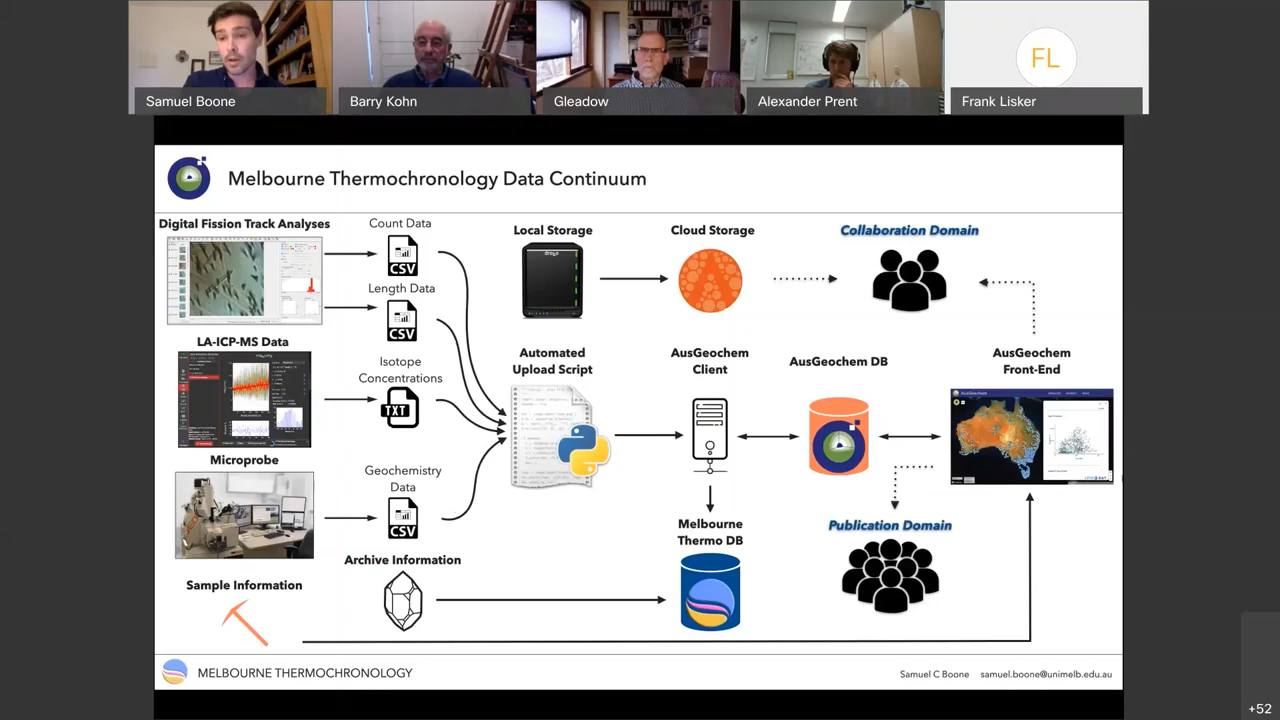 Samuel Boone
Barry Kohn
Gleadow
Alexander Prent
FL
Frank Lisker
Melbourne Thermochronology Data Continuum
Digital Fission Track Analyses
Count Data
CSV
Length Data
CSV
LA-ICP-MS Data
Isotope
Concentrations
TXT
Microprobe
Geochemistry
Data
CSV
Sample Information
Archive Information
Local Storage
Cloud Storage
Collaboration Domain
Automated
Upload Script
AusGeochem
Client
AusGeochem DB
AusGeochem
Front-End
Melbourne
Thermo DB
Publication Domain
MELBOURNE THERMOCHRONOLOGY
Samuel C Boone samuel.boone@unimelb.edu.au
+52